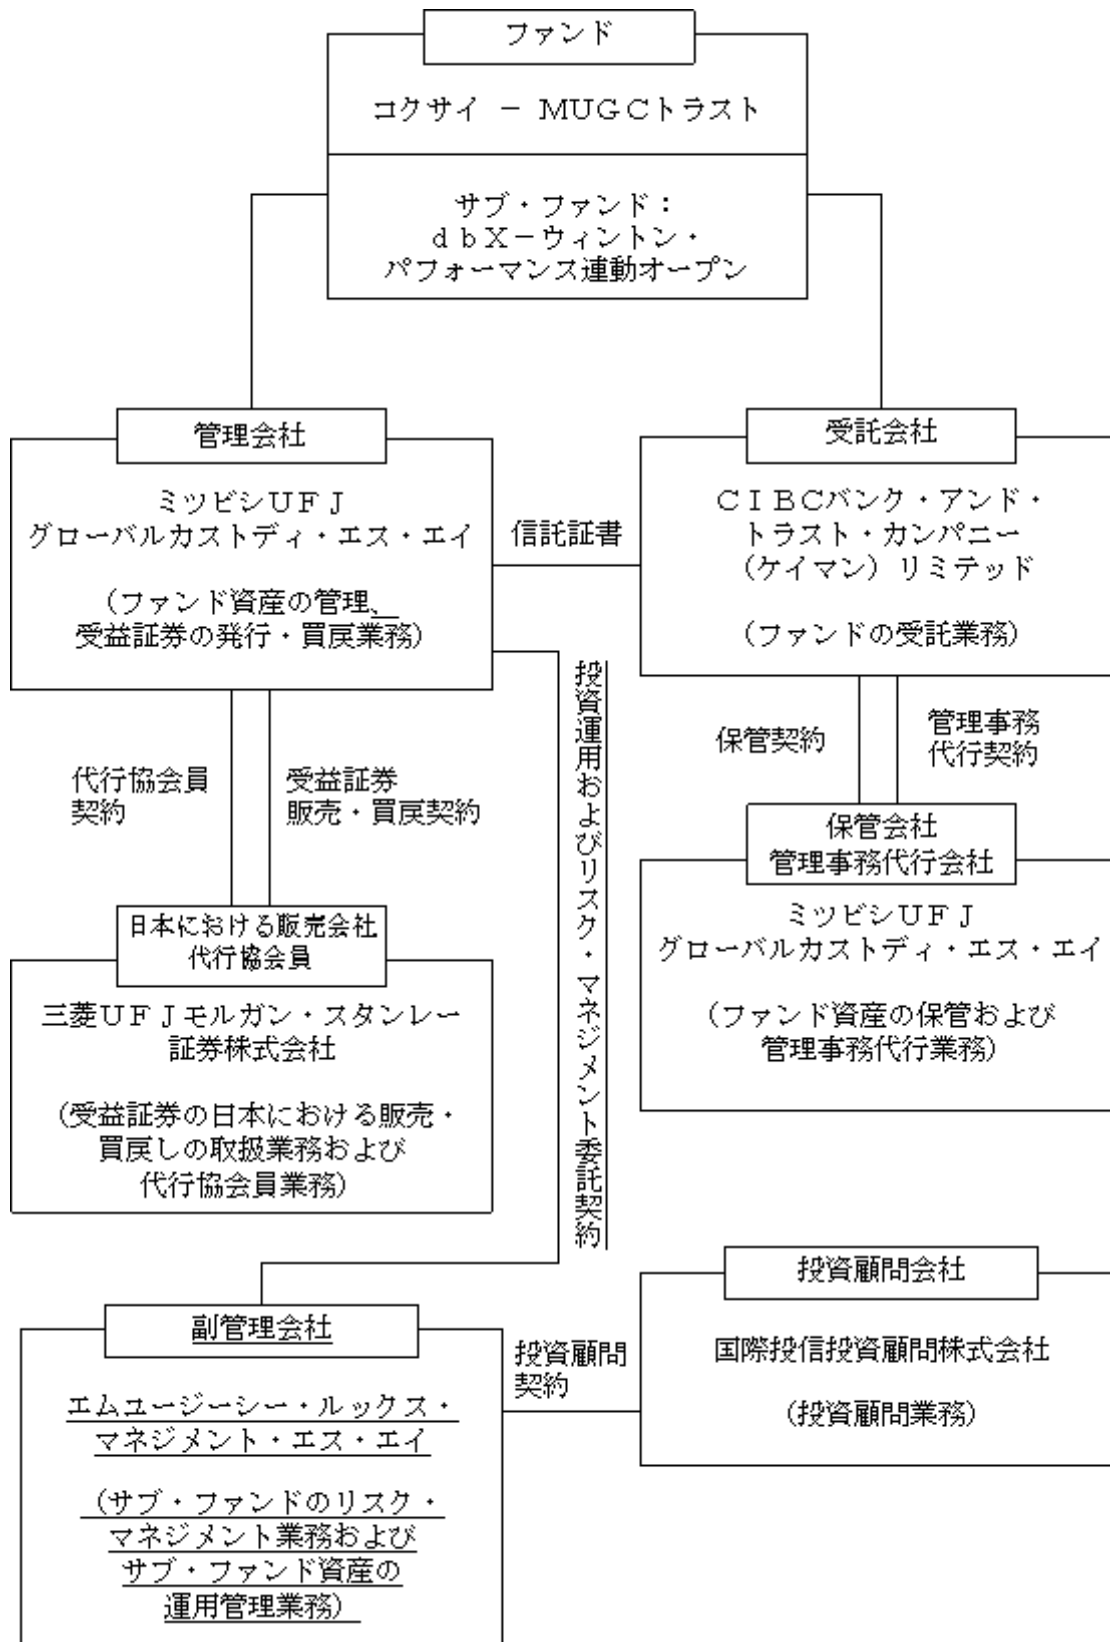 ファンド
コクサイ － ＭＵＧＣトラスト
サブ・ファンド：
ｄｂＸ－ウィントン・
パフォーマンス連動オープン
管理会社
ミツビシＵＦＪ
グローバルカストディ・エス・エイ
（ファンド資産の管理、
受益証券の発行・買戻業務）
信託証書
受託会社
ＣＩＢＣバンク・アンド・
トラスト・カンパニー
（ケイマン）リミテッド
（ファンドの受託業務）
代行協会員
契約
受益証券
販売・買戻契約
投資運用およびリスク・マネジメント委託契約
保管契約
管理事務
代行契約
保管会社
管理事務代行会社
ミツビシＵＦＪ
グローバルカストディ・エス・エイ
（ファンド資産の保管および
管理事務代行業務）
日本における販売会社
代行協会員
三菱ＵＦＪモルガン・スタンレー
証券株式会社
（受益証券の日本における販売・
買戻しの取扱業務および
代行協会員業務）
副管理会社
エムユージーシー・ルックス・
マネジメント・エス・エイ
（サブ・ファンドのリスク・
マネジメント業務および
サブ・ファンド資産の
運用管理業務）
投資顧問
契約
投資顧問会社
国際投信投資顧問株式会社
（投資顧問業務）